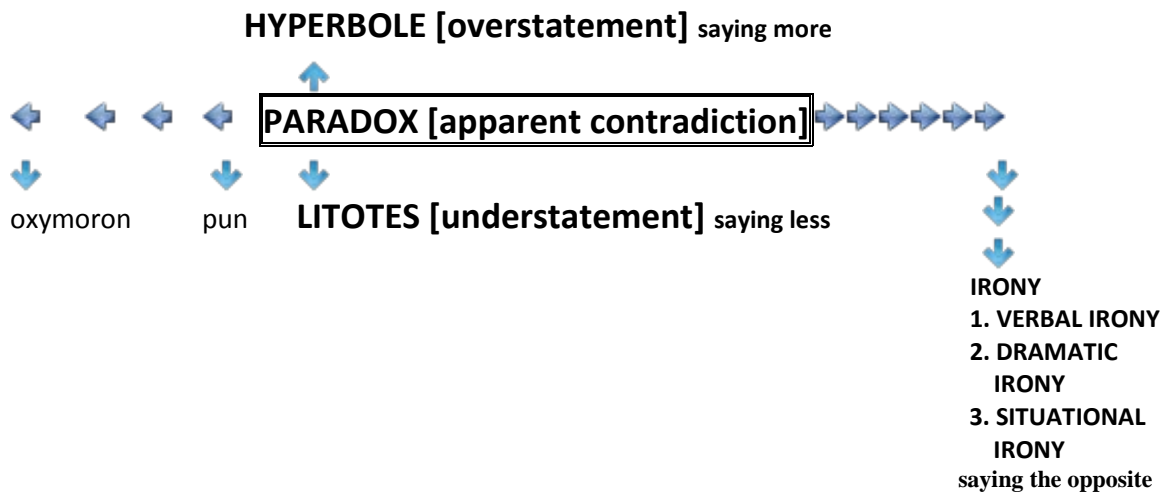 HYPERBOLE [overstatement] saying more
PARADOX [apparent contradiction]
oxymoron pun LITOTES [understatement] saying less
IRONY
1. VERBAL IRONY
2. DRAMATIC
IRONY
3. SITUATIONAL
IRONY
saying the opposite